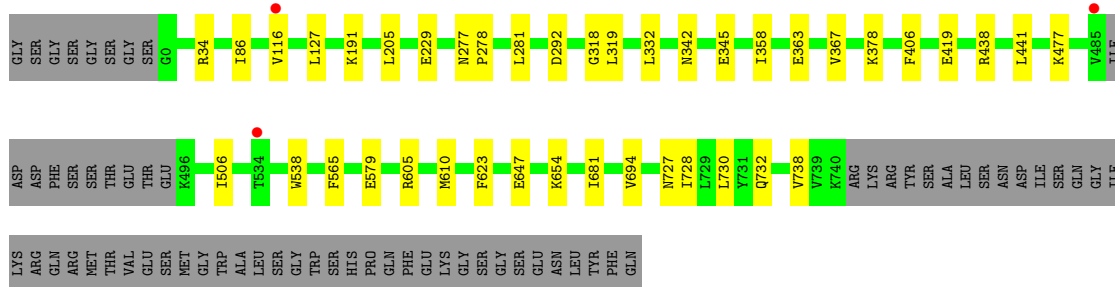 GLY SER SER GLY SER GLY SER G0 R34 I86 V116 L127 K191 L205 E229 N277 P278 L281 D292 G318 L319 L332 N342 E345 I358 E363 V367 K378 F406 E419 R438 L441 K477 V485 ILE
ASP ASP PHE SER SER THR GLU THR GLU K496 I506 T534 W538 F565 E579 R605 M610 F623 E647 K654 I681 V694 N727 I728 L729 L730 Y731 Q732 V738 V739 K740 ARG LYS ARG TYR SER ALA LEU SER ASN ASP ILE SER GLN GLY ILE
LYS ARG GLN ARG MET THR VAL GLU SER MET GLY TRP ALA LEU SER GLY TRP SER HIS PRO GLN PHE GLU LYS GLY SER GLY SER GLU ASN LEU TYR PHE GLN